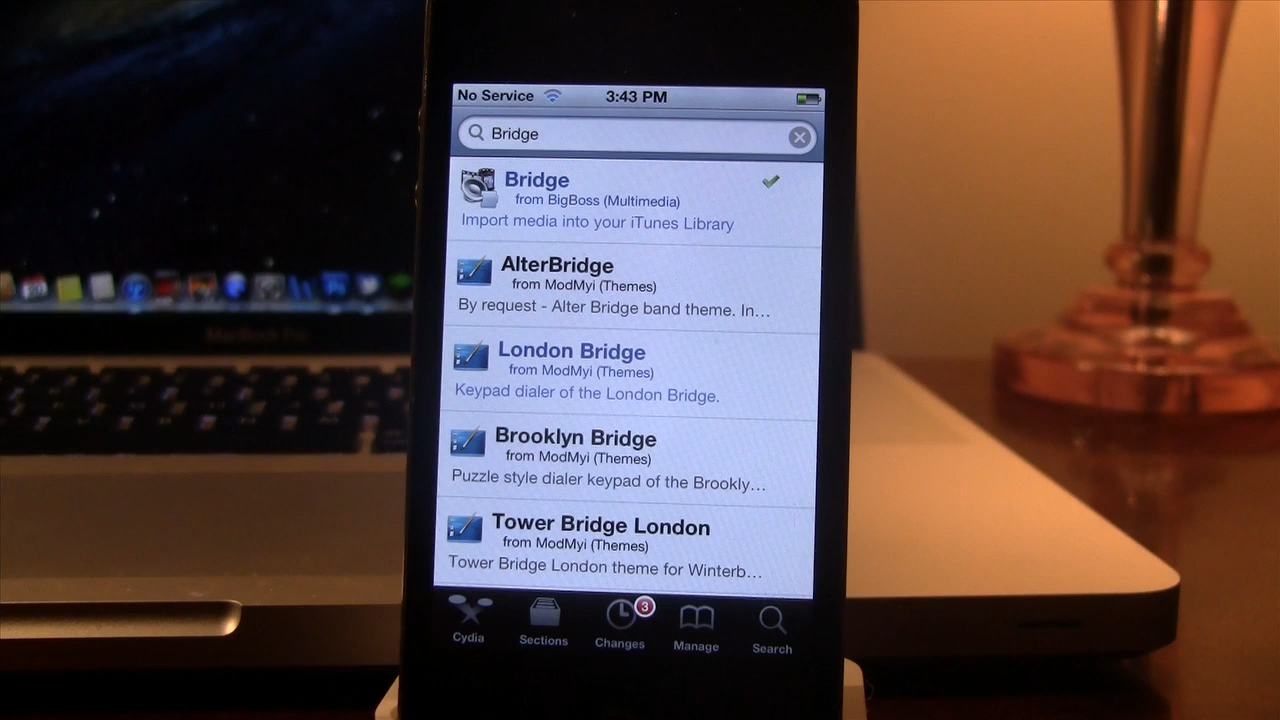 No Service 3:43 PM
Bridge
Bridge
from BigBoss (Multimedia)
Import media into your iTunes Library
AlterBridge
from ModMyi (Themes)
By request - Alter Bridge band theme. In…
London Bridge
from ModMyi (Themes)
Keypad dialer of the London Bridge.
Brooklyn Bridge
from ModMyi (Themes)
Puzzle style dialer keypad of the Brookly…
Tower Bridge London
from ModMyi (Themes)
Tower Bridge London theme for Winterb…
3
Cydia Sections Changes Manage Search
MacBook Pro